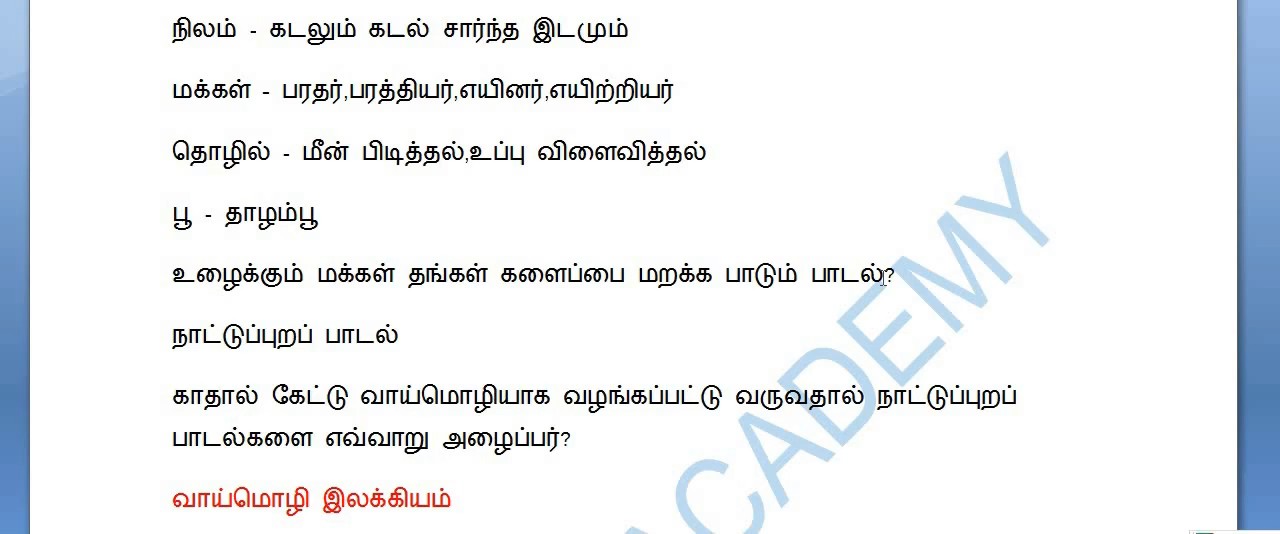 நிலம் - கடலும் கடல் சார்ந்த இடமும்
மக்கள் - பரதர்,பரத்தியர்,எயினர்,எயிற்றியர்
தொழில் - மீன் பிடித்தல்,உப்பு விளைவித்தல்
பூ - தாழம்பூ
உழைக்கும் மக்கள் தங்கள் களைப்பை மறக்க பாடும் பாடல்?
நாட்டுப்புறப் பாடல்
காதால் கேட்டு வாய்மொழியாக வழங்கப்பட்டு வருவதால் நாட்டுப்புறப்
பாடல்களை எவ்வாறு அழைப்பர்?
வாய்மொழி இலக்கியம்
ACADEMY